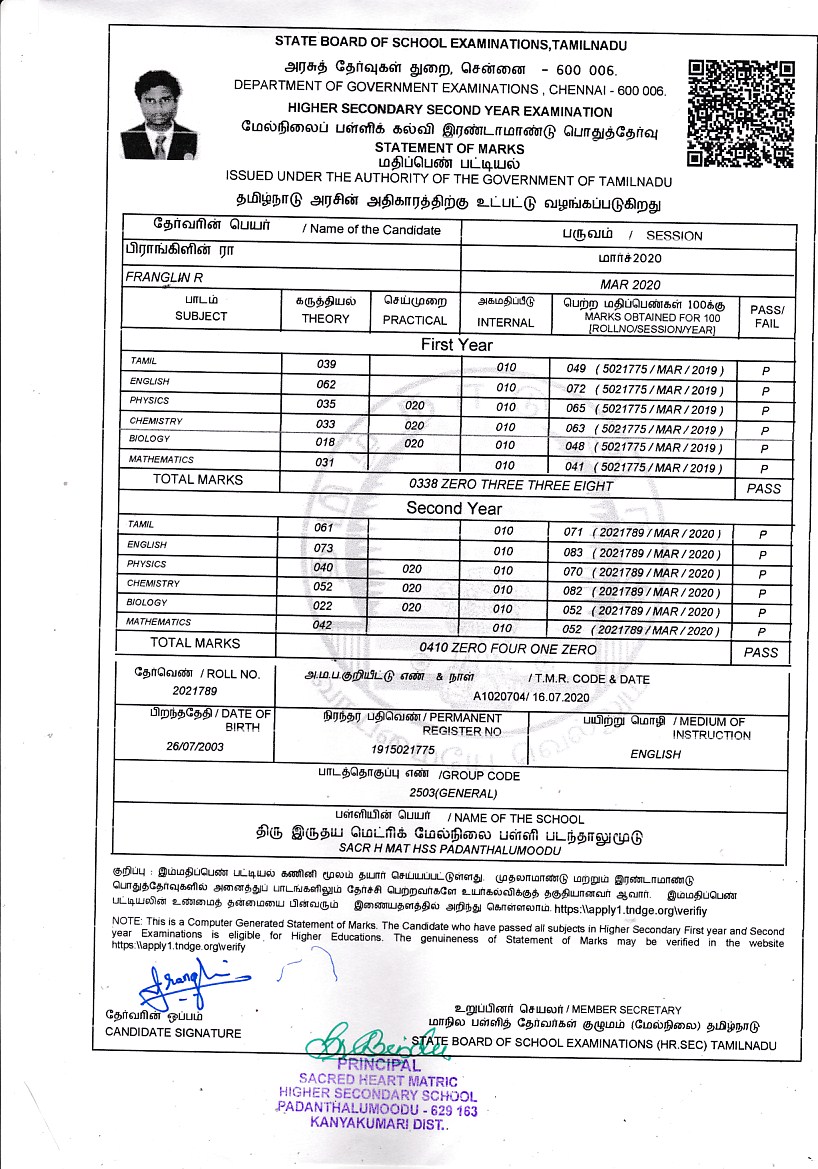 STATE BOARD OF SCHOOL EXAMINATIONS,TAMILNADU
அரசுத் தேர்வுகள் துறை, சென்னை - 600 006.
DEPARTMENT OF GOVERNMENT EXAMINATIONS , CHENNAI - 600 006.
HIGHER SECONDARY SECOND YEAR EXAMINATION
மேல்நிலைப் பள்ளிக் கல்வி இரண்டாமாண்டு பொதுத்தேர்வு
STATEMENT OF MARKS
மதிப்பெண் பட்டியல்
ISSUED UNDER THE AUTHORITY OF THE GOVERNMENT OF TAMILNADU
தமிழ்நாடு அரசின் அதிகாரத்திற்கு உட்பட்டு வழங்கப்படுகிறது
தேர்வரின் பெயர் / Name of the Candidate பருவம் / SESSION
பிராங்கிளின் ரா மார்ச்2020
FRANGLIN R MAR 2020
பாடம் கருத்தியல் செய்முறை அகமதிப்பீடு பெற்ற மதிப்பெண்கள் 100க்கு PASS/
SUBJECT THEORY PRACTICAL INTERNAL MARKS OBTAINED FOR 100 FAIL
[ROLLNO/SESSION/YEAR]
First Year
TAMIL 039 010 049 ( 5021775 / MAR / 2019 ) P
ENGLISH 062 010 072 ( 5021775 / MAR / 2019 ) P
PHYSICS 035 020 010 065 ( 5021775 / MAR / 2019 ) P
CHEMISTRY 033 020 010 063 ( 5021775 / MAR / 2019 ) P
BIOLOGY 018 020 010 048 ( 5021775 / MAR / 2019 ) P
MATHEMATICS 031 010 041 ( 5021775 / MAR / 2019 ) P
TOTAL MARKS 0338 ZERO THREE THREE EIGHT PASS
Second Year
TAMIL 061 010 071 ( 2021789 / MAR / 2020 ) P
ENGLISH 073 010 083 ( 2021789 / MAR / 2020 ) P
PHYSICS 040 020 010 070 ( 2021789 / MAR / 2020 ) P
CHEMISTRY 052 020 010 082 ( 2021789 / MAR / 2020 ) P
BIOLOGY 022 020 010 052 ( 2021789 / MAR / 2020 ) P
MATHEMATICS 042 010 052 ( 2021789 / MAR / 2020 ) P
TOTAL MARKS 0410 ZERO FOUR ONE ZERO PASS
தேர்வெண் / ROLL NO. அ.ம.ப.குறியீட்டு எண் & நாள் / T.M.R. CODE & DATE
2021789 A1020704/ 16.07.2020
பிறந்ததேதி / DATE OF BIRTH நிரந்தர பதிவெண் / PERMANENT REGISTER NO பயிற்று மொழி / MEDIUM OF INSTRUCTION
26/07/2003 1915021775 ENGLISH
பாடத்தொகுப்பு எண் /GROUP CODE
2503(GENERAL)
பள்ளியின் பெயர் / NAME OF THE SCHOOL
திரு இருதய மெட்ரிக் மேல்நிலை பள்ளி படந்தாலுமூடு
SACR H MAT HSS PADANTHALUMOODU
குறிப்பு : இம்மதிப்பெண் பட்டியல் கணினி மூலம் தயார் செய்யப்பட்டுள்ளது. முதலாமாண்டு மற்றும் இரண்டாமாண்டு
பொதுத்தேர்வுகளில் அனைத்துப் பாடங்களிலும் தேர்ச்சி பெற்றவர்களே உயர்கல்விக்குத் தகுதியானவர் ஆவார். இம்மதிப்பெண்
பட்டியலின் உண்மைத் தன்மையை பின்வரும் இணையதளத்தில் அறிந்து கொள்ளலாம். https:\\apply1.tndge.org\verifiy
NOTE: This is a Computer Generated Statement of Marks. The Candidate who have passed all subjects in Higher Secondary First year and Second
year Examinations is eligible for Higher Educations. The genuineness of Statement of Marks may be verified in the website
https:\\apply1.tndge.org\verify
தேர்வரின் ஒப்பம்
CANDIDATE SIGNATURE
உறுப்பினர் செயலர் / MEMBER SECRETARY
மாநில பள்ளித் தேர்வுகள் குழுமம் (மேல்நிலை) தமிழ்நாடு
STATE BOARD OF SCHOOL EXAMINATIONS (HR.SEC) TAMILNADU
PRINCIPAL
SACRED HEART MATRIC
HIGHER SECONDARY SCHOOL
PADANTHALUMOODU - 629 163
KANYAKUMARI DIST..